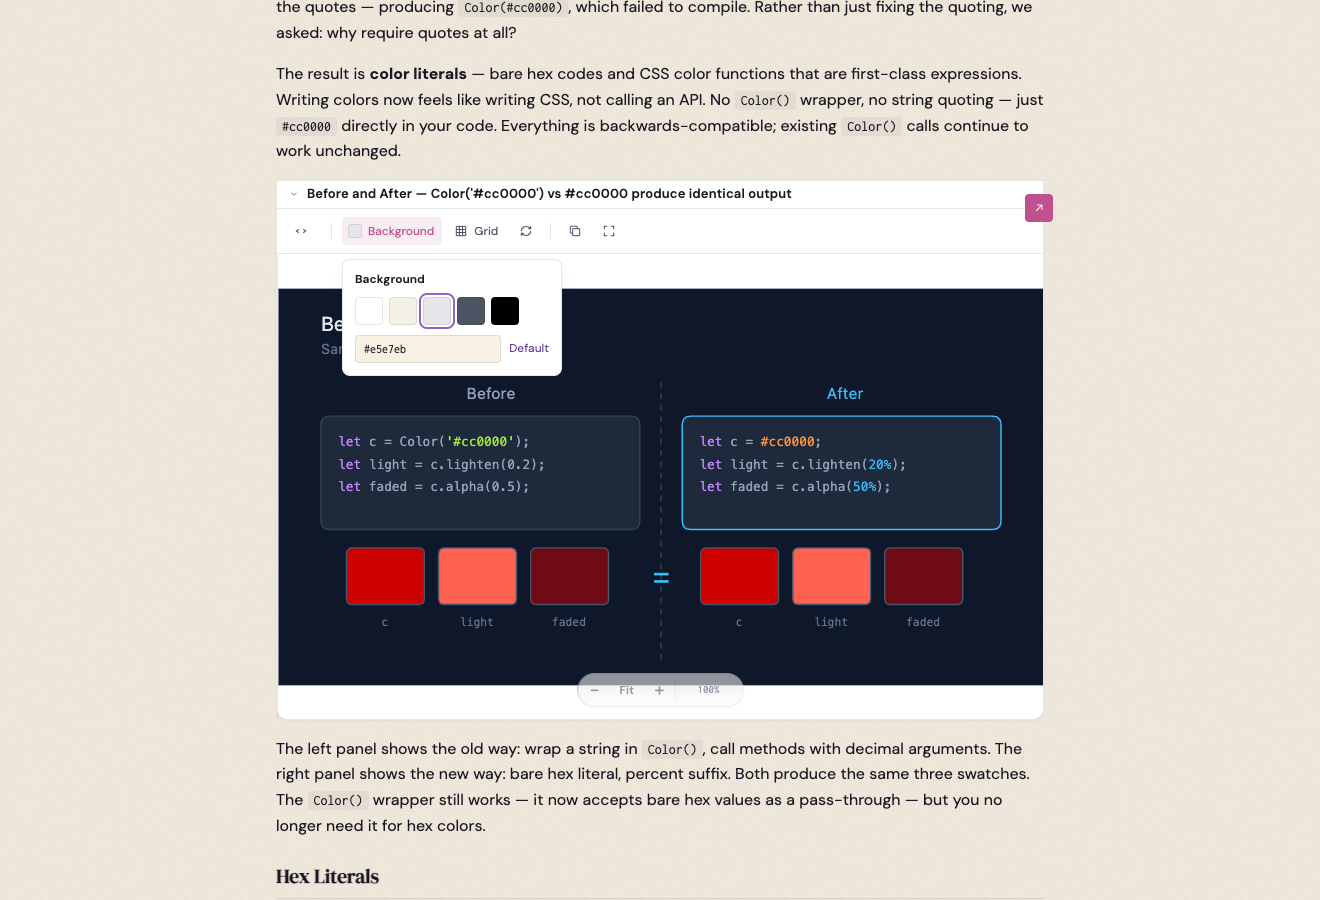 the quotes — producing Color(#cc0000), which failed to compile. Rather than just fixing the quoting, we
asked: why require quotes at all?
The result is color literals — bare hex codes and CSS color functions that are first-class expressions.
Writing colors now feels like writing CSS, not calling an API. No Color() wrapper, no string quoting — just
#cc0000 directly in your code. Everything is backwards-compatible; existing Color() calls continue to
work unchanged.
Before and After — Color('#cc0000') vs #cc0000 produce identical output
Background Grid
Background
#e5e7eb Default
Before
let c = Color('#cc0000');
let light = c.lighten(0.2);
let faded = c.alpha(0.5);
c light faded
=
After
let c = #cc0000;
let light = c.lighten(20%);
let faded = c.alpha(50%);
c light faded
− Fit + 100%
The left panel shows the old way: wrap a string in Color(), call methods with decimal arguments. The
right panel shows the new way: bare hex literal, percent suffix. Both produce the same three swatches.
The Color() wrapper still works — it now accepts bare hex values as a pass-through — but you no
longer need it for hex colors.
Hex Literals